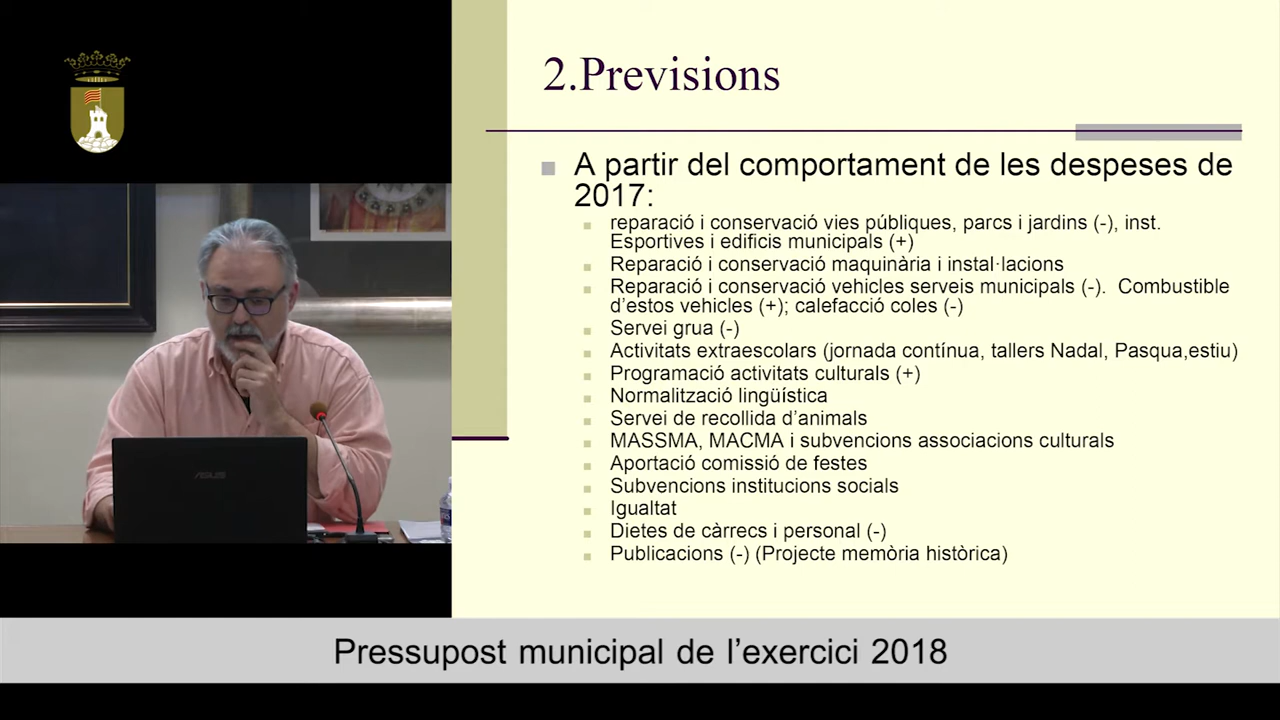 2.Previsions
A partir del comportament de les despeses de
2017:
reparació i conservació vies públiques, parcs i jardins (-), inst.
Esportives i edificis municipals (+)
Reparació i conservació maquinària i instal·lacions
Reparació i conservació vehicles serveis municipals (-).  Combustible
d’estos vehicles (+); calefacció coles (-)
Servei grua (-)
Activitats extraescolars (jornada contínua, tallers Nadal, Pasqua,estiu)
Programació activitats culturals (+)
Normalització lingüística
Servei de recollida d’animals
MASSMA, MACMA i subvencions associacions culturals
Aportació comissió de festes
Subvencions institucions socials
Igualtat
Dietes de càrrecs i personal (-)
Publicacions (-) (Projecte memòria històrica)
ASUS
Pressupost municipal de l’exercici 2018